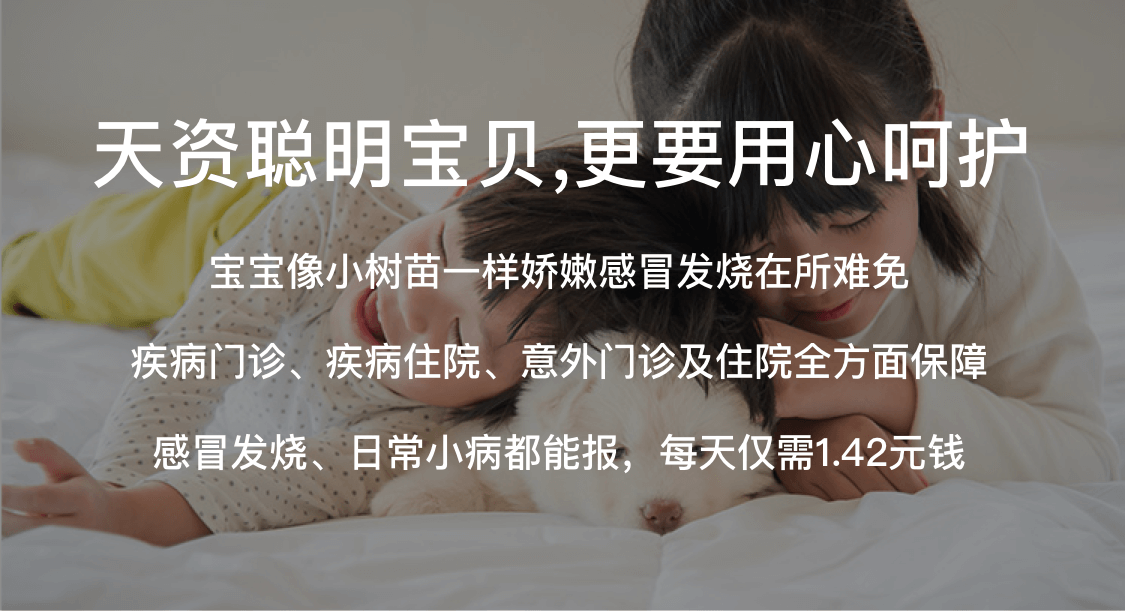 天资聪明宝贝,更要用心呵护
宝宝像小树苗一样娇嫩感冒发烧在所难免
疾病门诊、疾病住院、意外门诊及住院全方面保障
感冒发烧、日常小病都能报，每天仅需1.42元钱